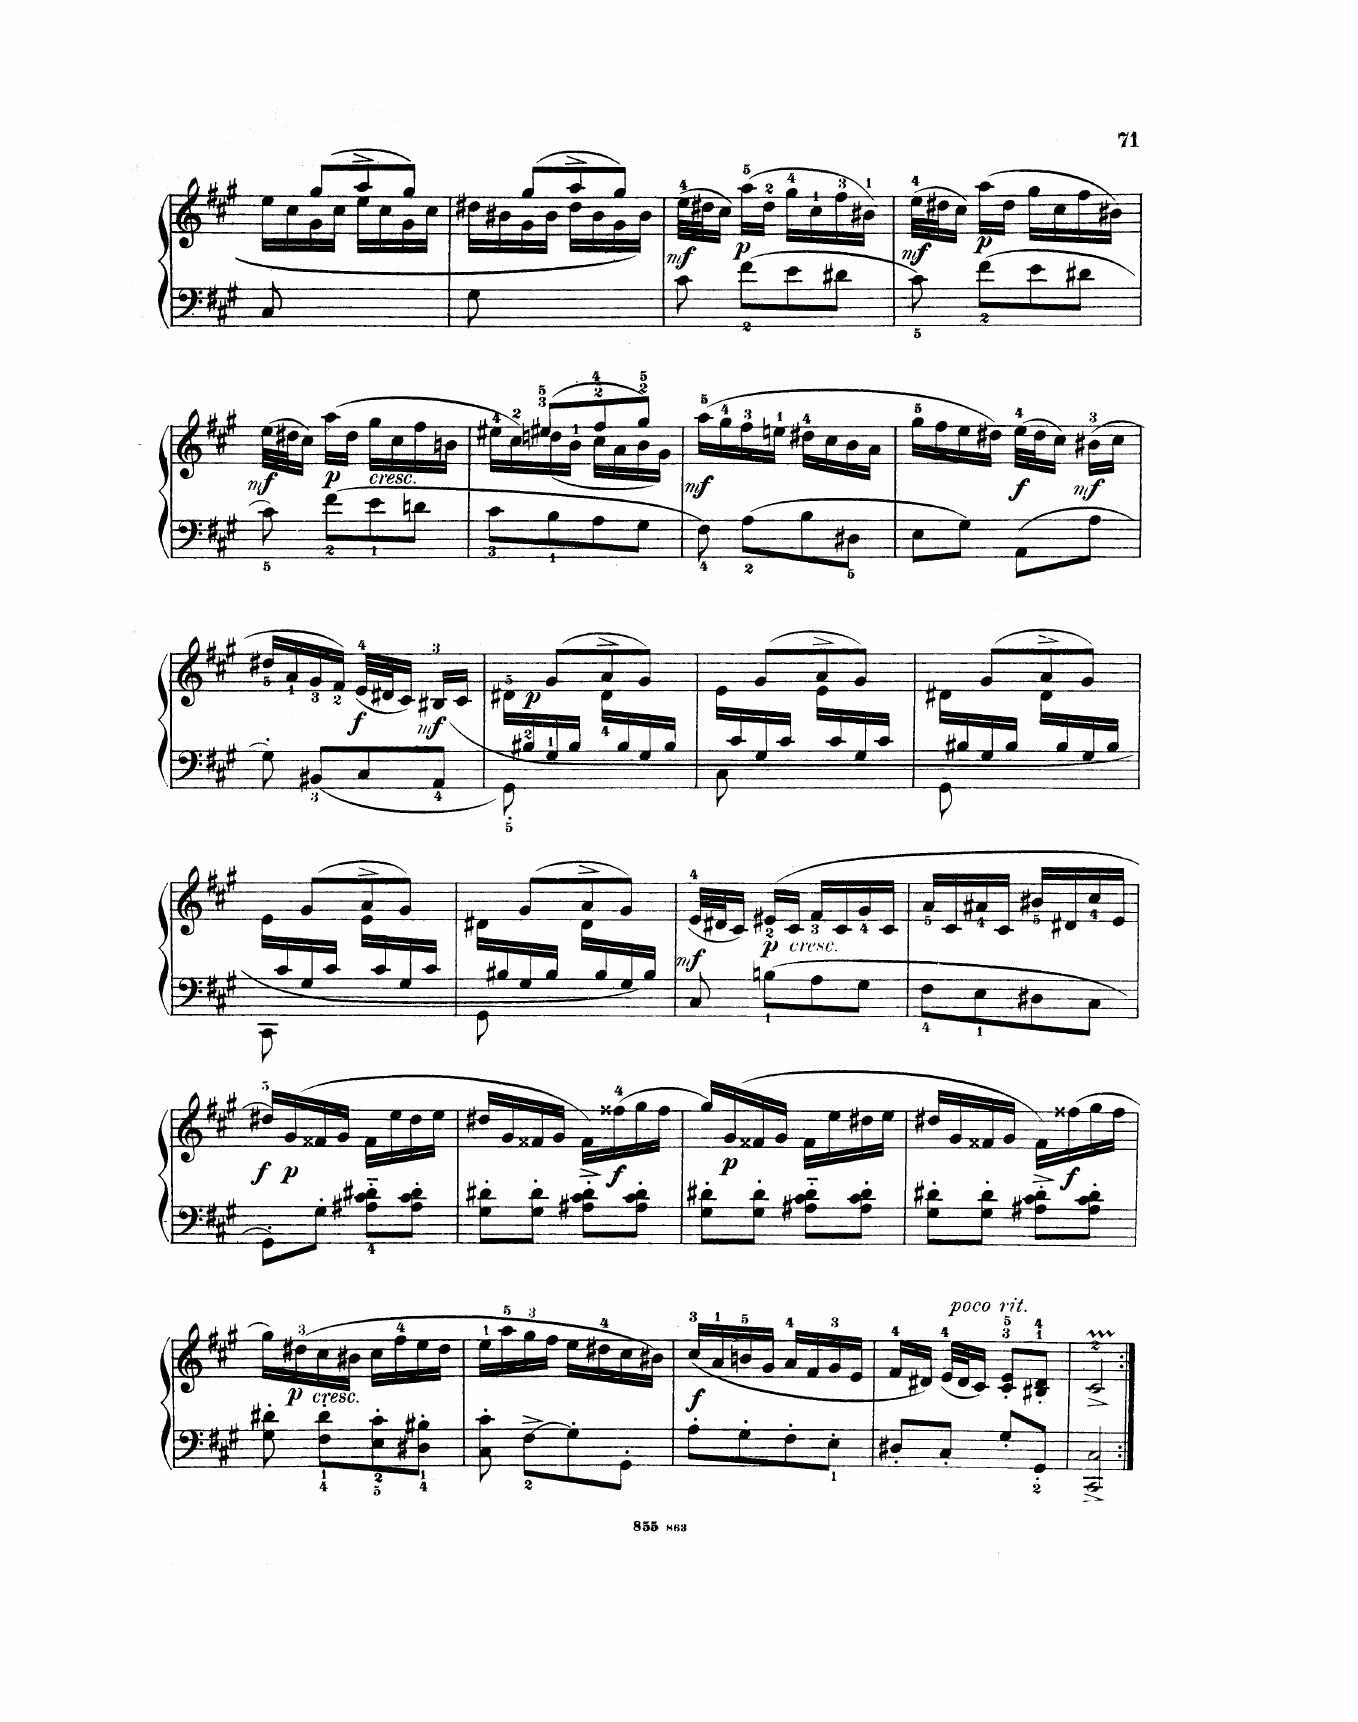 71
mf p mf p
mf p cresc. mf f mf
f mf p
mf p cresc.
f p f p f
poco rit.
p cresc. f
855 863